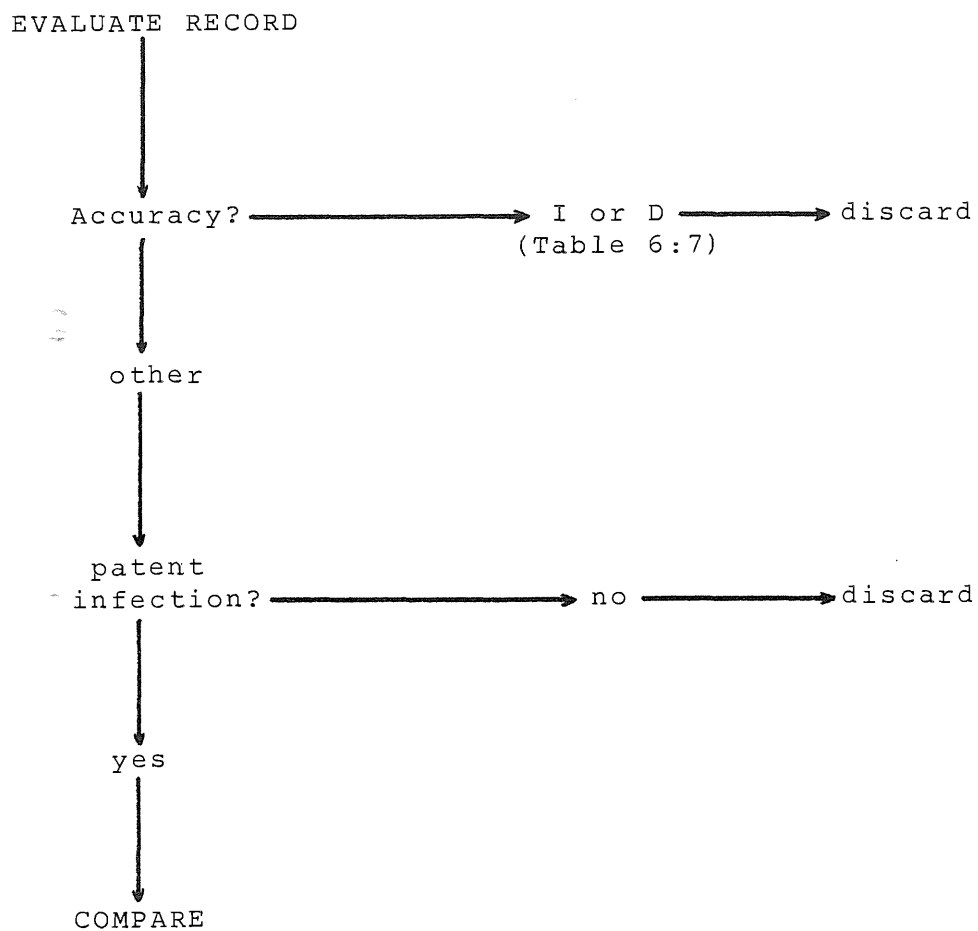 EVALUATE RECORD
Accuracy?
I or D
(Table 6:7)
discard
other
patent
infection?
no
discard
yes
COMPARE